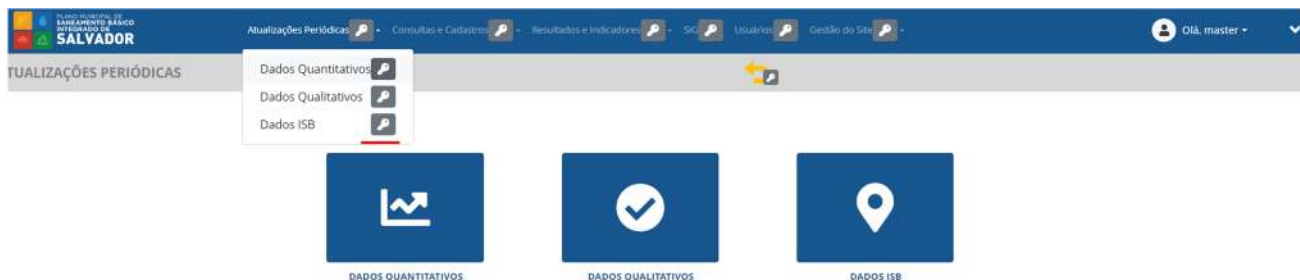 PLANO MUNICIPAL DE
SANEAMENTO BÁSICO
INTEGRADO DE
SALVADOR
Atualizações Periódicas
Consultas e Cadastros
Resultados e Indicadores
SIG
Usuários
Gestão do Site
Olá, master
TUALIZAÇÕES PERIÓDICAS
Dados Quantitativos
Dados Qualitativos
Dados ISB
DADOS QUANTITATIVOS
DADOS QUALITATIVOS
DADOS ISB